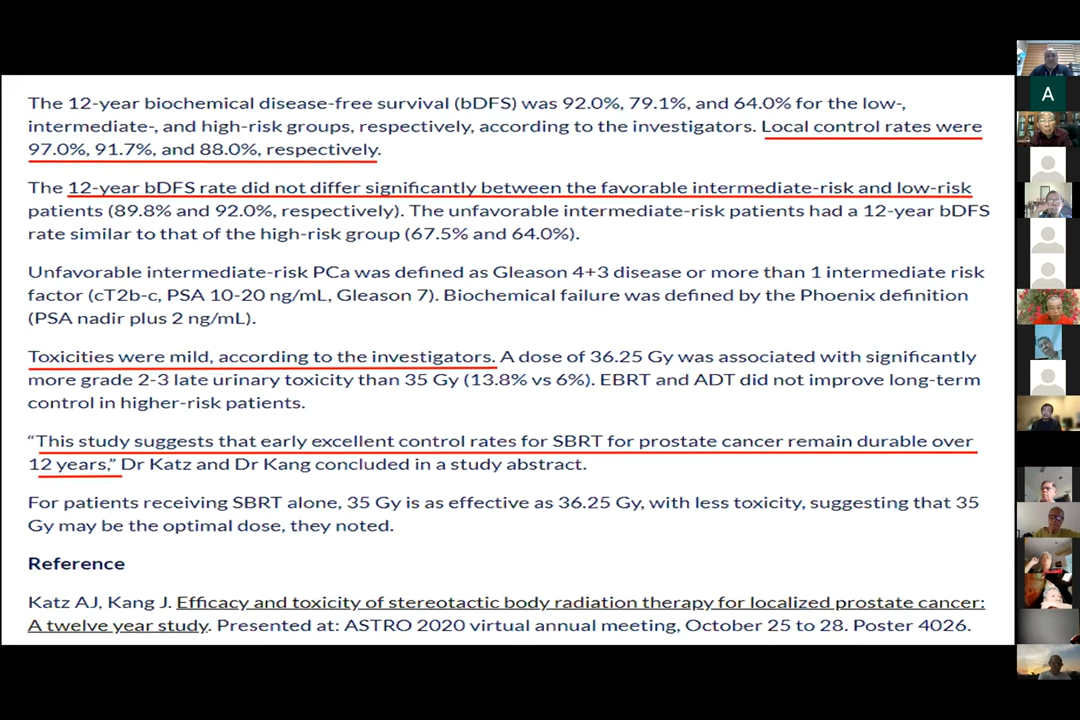 The 12-year biochemical disease-free survival (bDFS) was 92.0%, 79.1%, and 64.0% for the low-,
intermediate-, and high-risk groups, respectively, according to the investigators. Local control rates were
97.0%, 91.7%, and 88.0%, respectively.
The 12-year bDFS rate did not differ significantly between the favorable intermediate-risk and low-risk
patients (89.8% and 92.0%, respectively). The unfavorable intermediate-risk patients had a 12-year bDFS
rate similar to that of the high-risk group (67.5% and 64.0%).
Unfavorable intermediate-risk PCa was defined as Gleason 4+3 disease or more than 1 intermediate risk
factor (cT2b-c, PSA 10-20 ng/mL, Gleason 7). Biochemical failure was defined by the Phoenix definition
(PSA nadir plus 2 ng/mL).
Toxicities were mild, according to the investigators. A dose of 36.25 Gy was associated with significantly
more grade 2-3 late urinary toxicity than 35 Gy (13.8% vs 6%). EBRT and ADT did not improve long-term
control in higher-risk patients.
“This study suggests that early excellent control rates for SBRT for prostate cancer remain durable over
12 years,” Dr Katz and Dr Kang concluded in a study abstract.
For patients receiving SBRT alone, 35 Gy is as effective as 36.25 Gy, with less toxicity, suggesting that 35
Gy may be the optimal dose, they noted.
Reference
Katz AJ, Kang J. Efficacy and toxicity of stereotactic body radiation therapy for localized prostate cancer:
A twelve year study. Presented at: ASTRO 2020 virtual annual meeting, October 25 to 28. Poster 4026.
A